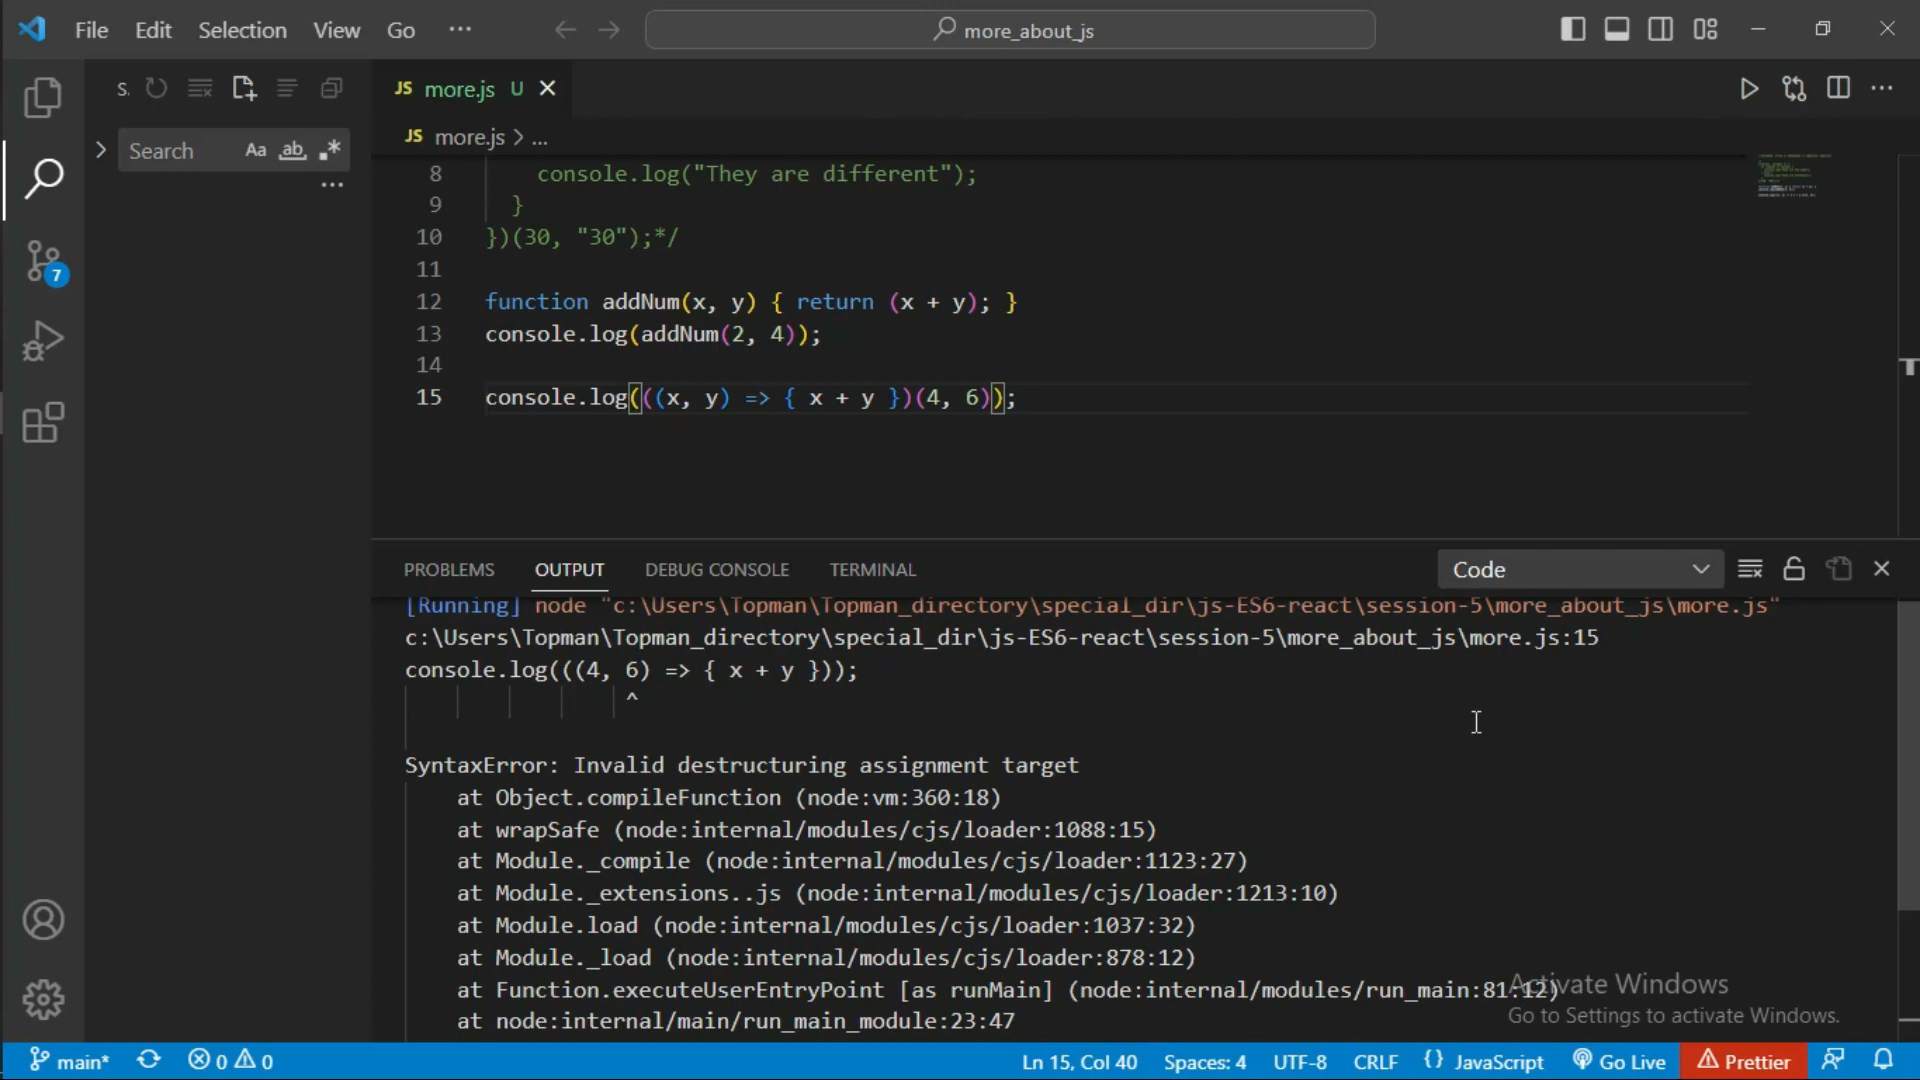 File Edit Selection View Go ··· more_about_js
S.
JS more.js U
Search Aa ab .*
JS more.js > ...
8 console.log("They are different");
9 }
10 })(30, "30");*/
11
12 function addNum(x, y) { return (x + y); }
13 console.log(addNum(2, 4));
14
15 console.log(((x, y) => { x + y })(4, 6));
7
PROBLEMS OUTPUT DEBUG CONSOLE TERMINAL Code
[Running] node "c:\Users\Topman\Topman_directory\special_dir\js-ES6-react\session-5\more_about_js\more.js"
c:\Users\Topman\Topman_directory\special_dir\js-ES6-react\session-5\more_about_js\more.js:15
console.log(((4, 6) => { x + y }));
^
SyntaxError: Invalid destructuring assignment target
at Object.compileFunction (node:vm:360:18)
at wrapSafe (node:internal/modules/cjs/loader:1088:15)
at Module._compile (node:internal/modules/cjs/loader:1123:27)
at Module._extensions..js (node:internal/modules/cjs/loader:1213:10)
at Module.load (node:internal/modules/cjs/loader:1037:32)
at Module._load (node:internal/modules/cjs/loader:878:12)
at Function.executeUserEntryPoint [as runMain] (node:internal/modules/run_main:81:12)
at node:internal/main/run_main_module:23:47
Activate Windows
Go to Settings to activate Windows.
main* 0 0 Ln 15, Col 40 Spaces: 4 UTF-8 CRLF {} JavaScript Go Live Prettier